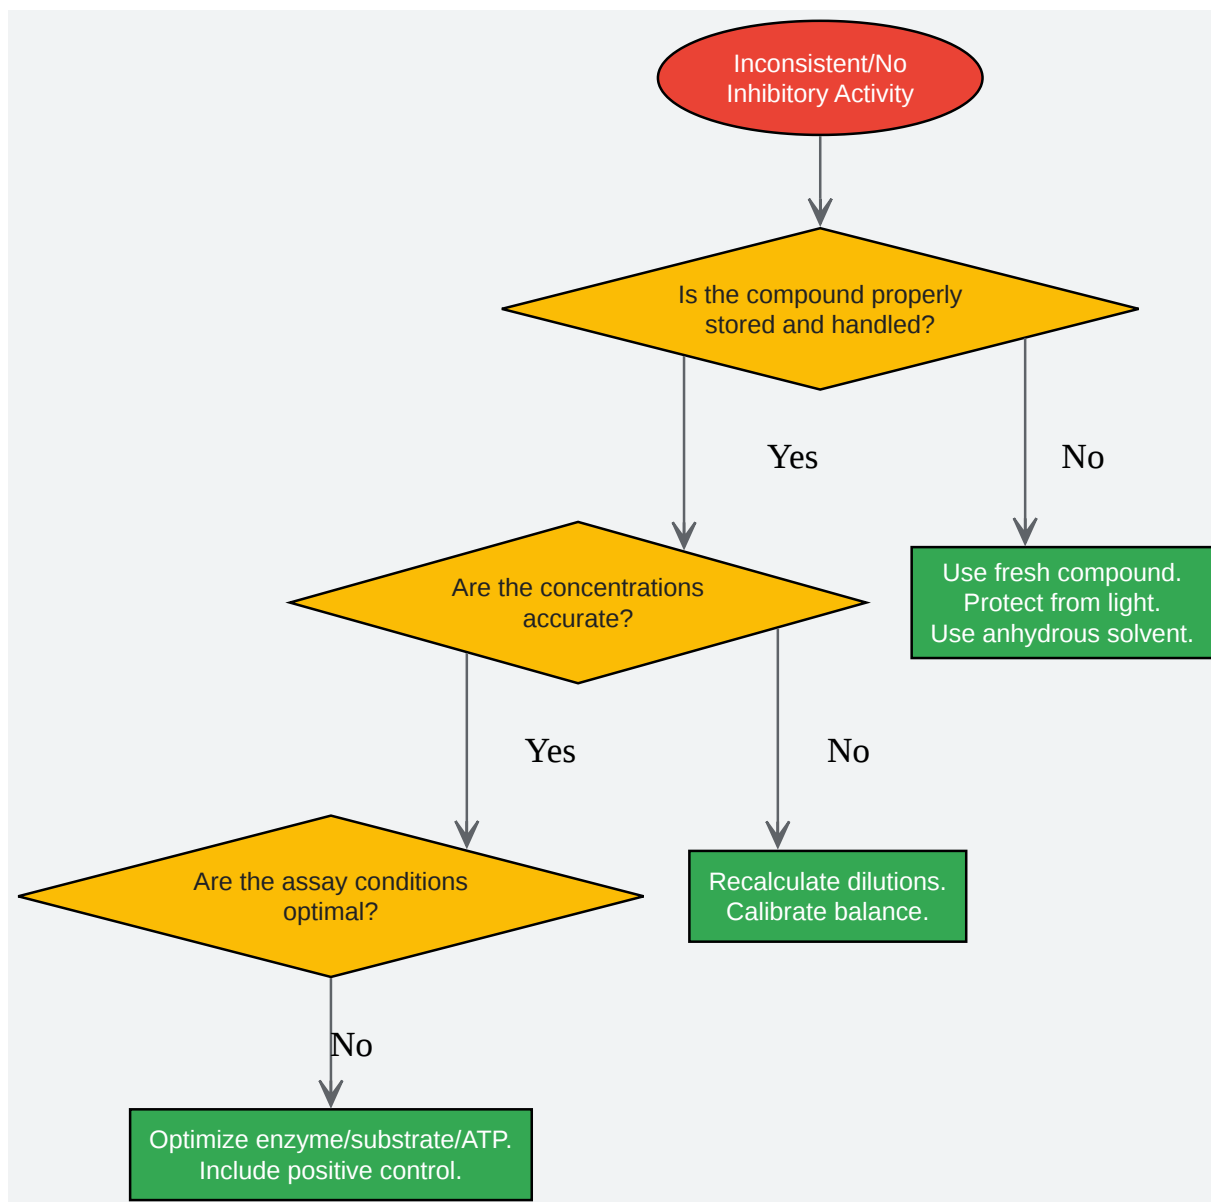 Inconsistent/No
Inhibitory Activity
Is the compound properly
stored and handled?
Yes
No
Are the concentrations
accurate?
Use fresh compound.
Protect from light.
Use anhydrous solvent.
Yes
No
Are the assay conditions
optimal?
Recalculate dilutions.
Calibrate balance.
No
Optimize enzyme/substrate/ATP.
Include positive control.